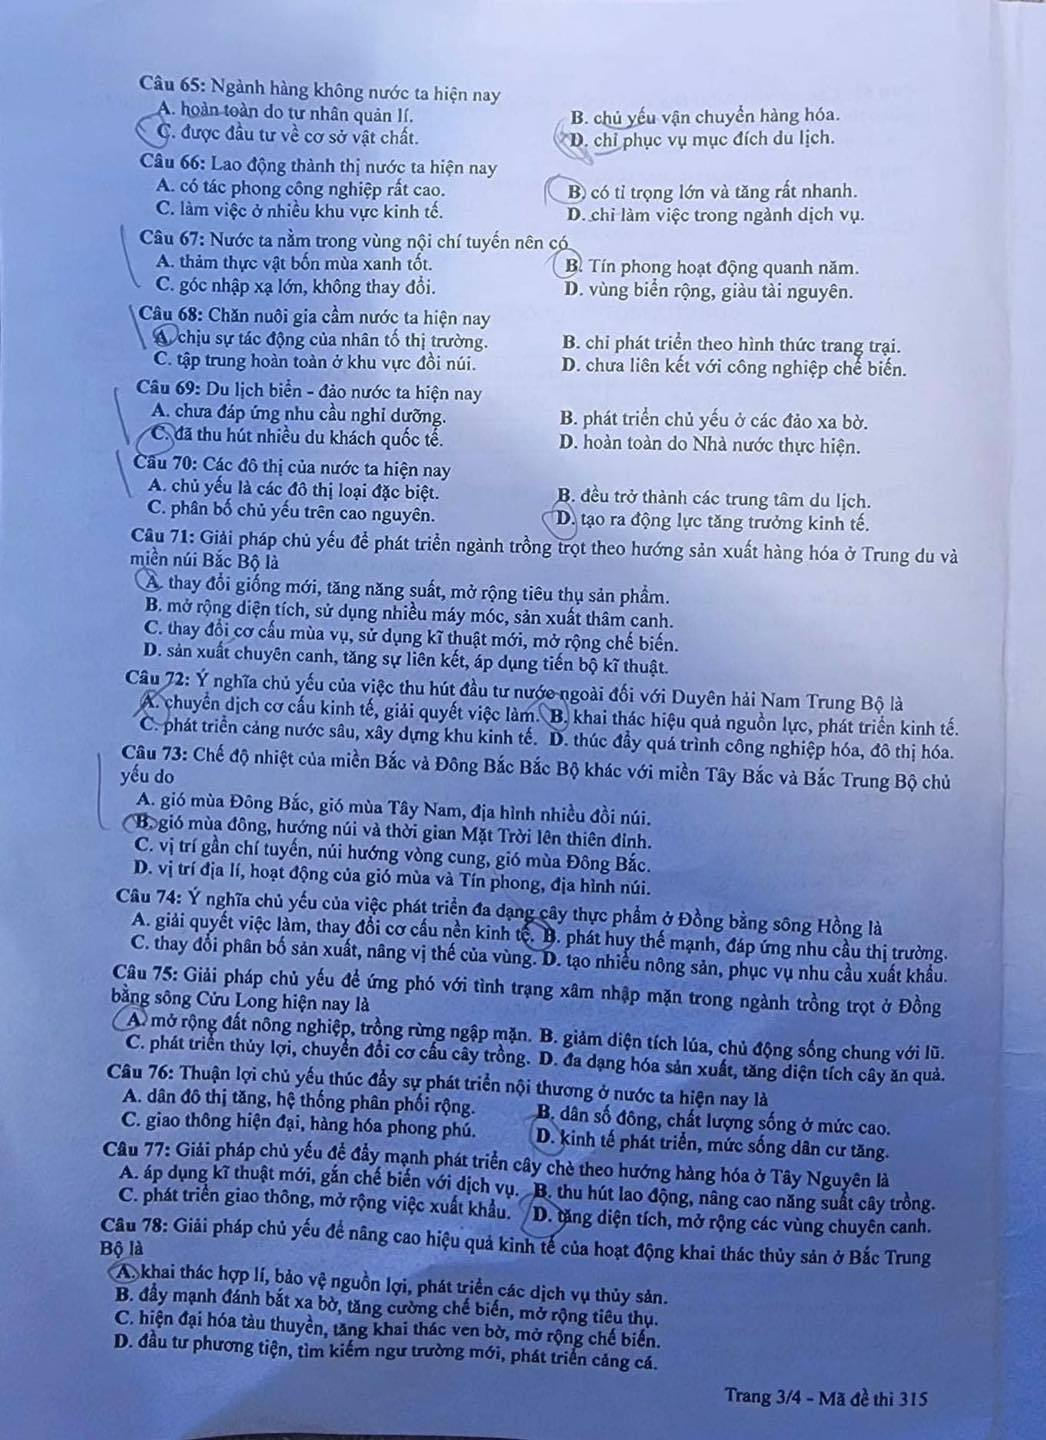 Câu 65: Ngành hàng không nước ta hiện nay
A. hoàn toàn do tư nhân quản lí. B. chủ yếu vận chuyển hàng hóa.
C. được đầu tư về cơ sở vật chất. D. chỉ phục vụ mục đích du lịch.
Câu 66: Lao động thành thị nước ta hiện nay
A. có tác phong công nghiệp rất cao. B. có tỉ trọng lớn và tăng rất nhanh.
C. làm việc ở nhiều khu vực kinh tế. D. chỉ làm việc trong ngành dịch vụ.
Câu 67: Nước ta nằm trong vùng nội chí tuyến nên có
A. thảm thực vật bốn mùa xanh tốt. B. Tín phong hoạt động quanh năm.
C. góc nhập xạ lớn, không thay đổi. D. vùng biển rộng, giàu tài nguyên.
Câu 68: Chăn nuôi gia cầm nước ta hiện nay
A. chịu sự tác động của nhân tố thị trường. B. chỉ phát triển theo hình thức trang trại.
C. tập trung hoàn toàn ở khu vực đồi núi. D. chưa liên kết với công nghiệp chế biến.
Câu 69: Du lịch biển - đảo nước ta hiện nay
A. chưa đáp ứng nhu cầu nghỉ dưỡng. B. phát triển chủ yếu ở các đảo xa bờ.
C. đã thu hút nhiều du khách quốc tế. D. hoàn toàn do Nhà nước thực hiện.
Câu 70: Các đô thị của nước ta hiện nay
A. chủ yếu là các đô thị loại đặc biệt. B. đều trở thành các trung tâm du lịch.
C. phân bố chủ yếu trên cao nguyên. D. tạo ra động lực tăng trưởng kinh tế.
Câu 71: Giải pháp chủ yếu để phát triển ngành trồng trọt theo hướng sản xuất hàng hóa ở Trung du và
miền núi Bắc Bộ là
A. thay đổi giống mới, tăng năng suất, mở rộng tiêu thụ sản phẩm.
B. mở rộng diện tích, sử dụng nhiều máy móc, sản xuất thâm canh.
C. thay đổi cơ cấu mùa vụ, sử dụng kĩ thuật mới, mở rộng chế biến.
D. sản xuất chuyên canh, tăng sự liên kết, áp dụng tiến bộ kĩ thuật.
Câu 72: Ý nghĩa chủ yếu của việc thu hút đầu tư nước ngoài đối với Duyên hải Nam Trung Bộ là
A. chuyển dịch cơ cấu kinh tế, giải quyết việc làm. B. khai thác hiệu quả nguồn lực, phát triển kinh tế.
C. phát triển cảng nước sâu, xây dựng khu kinh tế. D. thúc đẩy quá trình công nghiệp hóa, đô thị hóa.
Câu 73: Chế độ nhiệt của miền Bắc và Đông Bắc Bắc Bộ khác với miền Tây Bắc và Bắc Trung Bộ chủ
yếu do
A. gió mùa Đông Bắc, gió mùa Tây Nam, địa hình nhiều đồi núi.
B. gió mùa đông, hướng núi và thời gian Mặt Trời lên thiên đỉnh.
C. vị trí gần chí tuyến, núi hướng vòng cung, gió mùa Đông Bắc.
D. vị trí địa lí, hoạt động của gió mùa và Tín phong, địa hình núi.
Câu 74: Ý nghĩa chủ yếu của việc phát triển đa dạng cây thực phẩm ở Đồng bằng sông Hồng là
A. giải quyết việc làm, thay đổi cơ cấu nền kinh tế. B. phát huy thế mạnh, đáp ứng nhu cầu thị trường.
C. thay đổi phân bố sản xuất, nâng vị thế của vùng. D. tạo nhiều nông sản, phục vụ nhu cầu xuất khẩu.
Câu 75: Giải pháp chủ yếu để ứng phó với tình trạng xâm nhập mặn trong ngành trồng trọt ở Đồng
bằng sông Cửu Long hiện nay là
A. mở rộng đất nông nghiệp, trồng rừng ngập mặn. B. giảm diện tích lúa, chủ động sống chung với lũ.
C. phát triển thủy lợi, chuyển đổi cơ cấu cây trồng. D. đa dạng hóa sản xuất, tăng diện tích cây ăn quả.
Câu 76: Thuận lợi chủ yếu thúc đẩy sự phát triển nội thương ở nước ta hiện nay là
A. dân đô thị tăng, hệ thống phân phối rộng. B. dân số đông, chất lượng sống ở mức cao.
C. giao thông hiện đại, hàng hóa phong phú. D. kinh tế phát triển, mức sống dân cư tăng.
Câu 77: Giải pháp chủ yếu để đẩy mạnh phát triển cây chè theo hướng hàng hóa ở Tây Nguyên là
A. áp dụng kĩ thuật mới, gắn chế biến với dịch vụ. B. thu hút lao động, nâng cao năng suất cây trồng.
C. phát triển giao thông, mở rộng việc xuất khẩu. D. tăng diện tích, mở rộng các vùng chuyên canh.
Câu 78: Giải pháp chủ yếu để nâng cao hiệu quả kinh tế của hoạt động khai thác thủy sản ở Bắc Trung
Bộ là
A. khai thác hợp lí, bảo vệ nguồn lợi, phát triển các dịch vụ thủy sản.
B. đẩy mạnh đánh bắt xa bờ, tăng cường chế biến, mở rộng tiêu thụ.
C. hiện đại hóa tàu thuyền, tăng khai thác ven bờ, mở rộng chế biến.
D. đầu tư phương tiện, tìm kiếm ngư trường mới, phát triển cảng cá.
Trang 3/4 - Mã đề thi 315